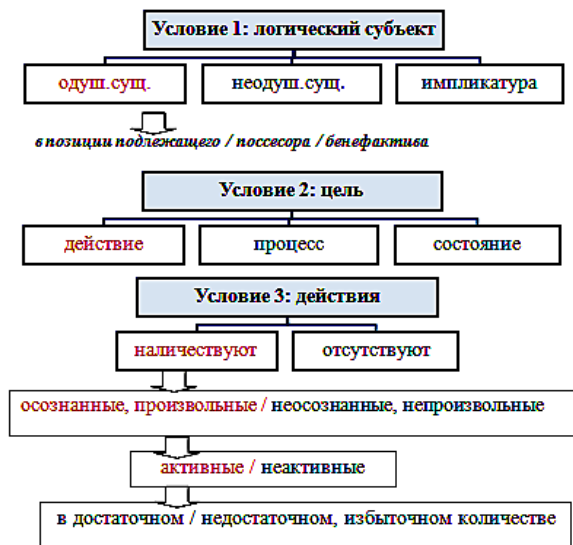 Условие 1: логический субъект
одуш.сущ. неодуш.сущ. импликатура
в позиции подлежащего / поссесора / бенефактива
Условие 2: цель
действие процесс состояние
Условие 3: действия
наличествуют отсутствуют
осознанные, произвольные / неосознанные, непроизвольные
активные / неактивные
в достаточном / недостаточном, избыточном количестве